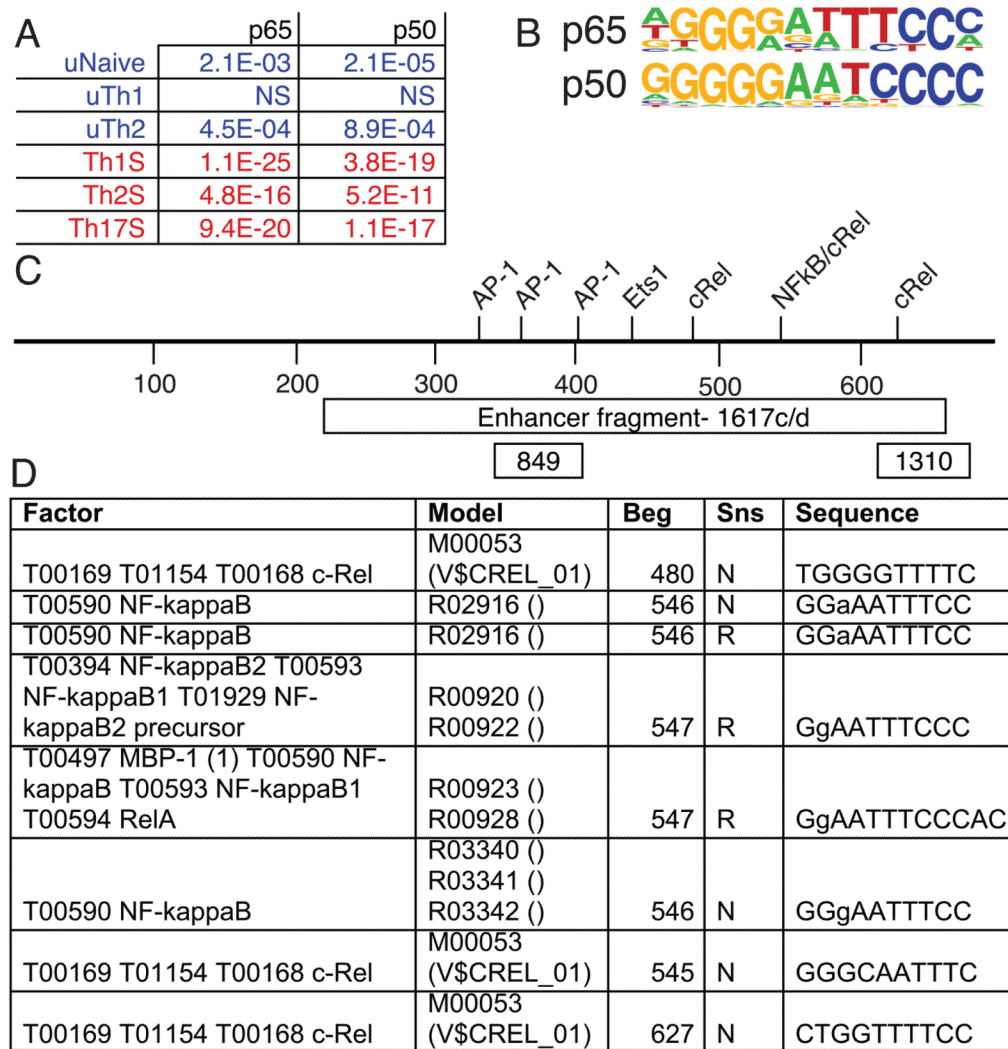 A
p65 p50
uNaive 2.1E-03 2.1E-05
uTh1 NS NS
uTh2 4.5E-04 8.9E-04
Th1S 1.1E-25 3.8E-19
Th2S 4.8E-16 5.2E-11
Th17S 9.4E-20 1.1E-17
B
p65 AGGGGGATTTCCC
p50 GGGGGAATCCCC
C
AP-1 AP-1 AP-1 Ets1 cRel NFkB/cRel cRel
100 200 300 400 500 600
Enhancer fragment- 1617c/d
849 1310
D
Factor Model Beg Sns Sequence
M00053
T00169 T01154 T00168 c-Rel (V$CREL_01) 480 N TGGGGTTTTC
T00590 NF-kappaB R02916 () 546 N GGaAATTTCC
T00590 NF-kappaB R02916 () 546 R GGaAATTTCC
T00394 NF-kappaB2 T00593
NF-kappaB1 T01929 NF- R00920 ()
kappaB2 precursor R00922 () 547 R GgAATTTCCC
T00497 MBP-1 (1) T00590 NF-
kappaB T00593 NF-kappaB1 R00923 ()
T00594 RelA R00928 () 547 R GgAATTTCCCAC
R03340 ()
R03341 ()
T00590 NF-kappaB R03342 () 546 N GGgAATTTCC
M00053
T00169 T01154 T00168 c-Rel (V$CREL_01) 545 N GGGCAATTTC
M00053
T00169 T01154 T00168 c-Rel (V$CREL_01) 627 N CTGGTTTTCC